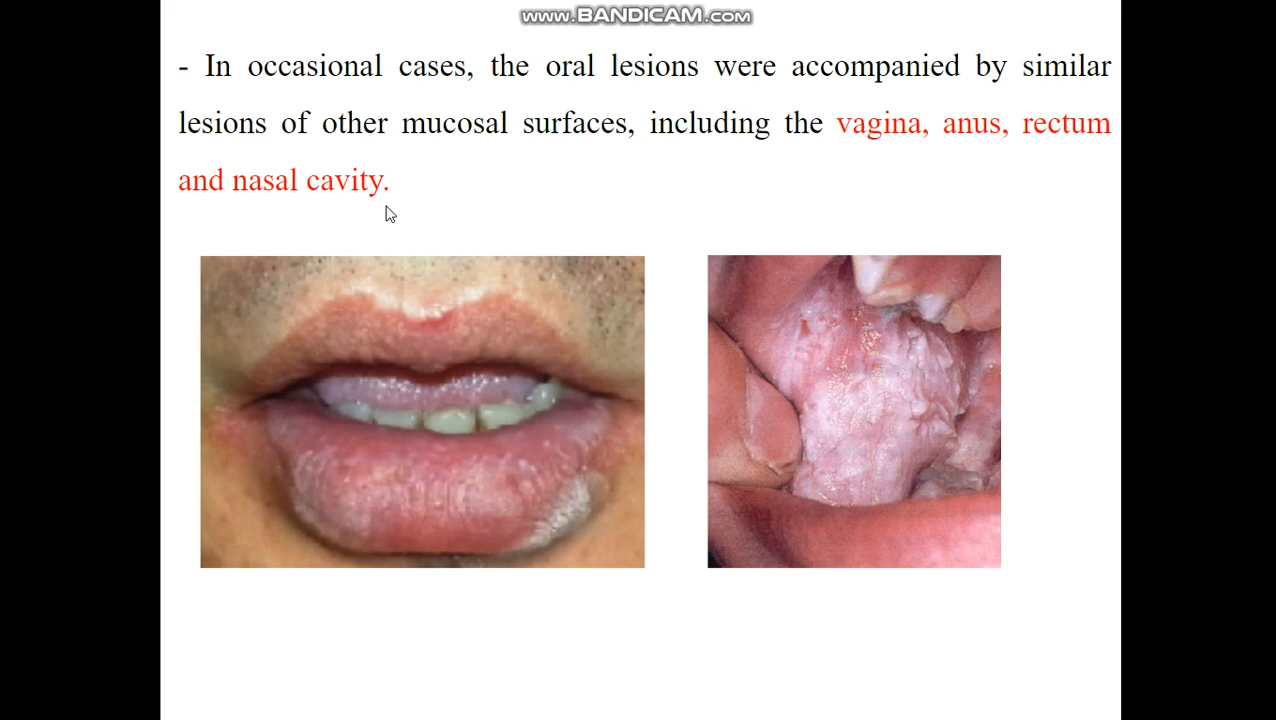 www.BANDICAM.com
- In occasional cases, the oral lesions were accompanied by similar
lesions of other mucosal surfaces, including the vagina, anus, rectum
and nasal cavity.